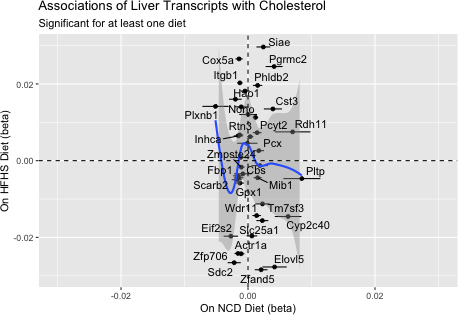 Associations of Liver Transcripts with Cholesterol
Significant for at least one diet
Siae
Cox5a
Pgrmc2
Itgb1
Phldb2
Hap1
Cst3
Plxnb1
Nono
Rtn3
Pcyt2
Rdh11
Inhca
Pcx
Zmpste24
Fbp1
Cbs
Pltp
Scarb2
Mib1
Gpx1
Wdr11
Tm7sf3
Cyp2c40
Eif2s2
Slc25a1
Actr1a
Zfp706
Elovl5
Sdc2
Zfand5
0.02
0.00
-0.02
On HFHS Diet (beta)
-0.02
0.00
0.02
On NCD Diet (beta)